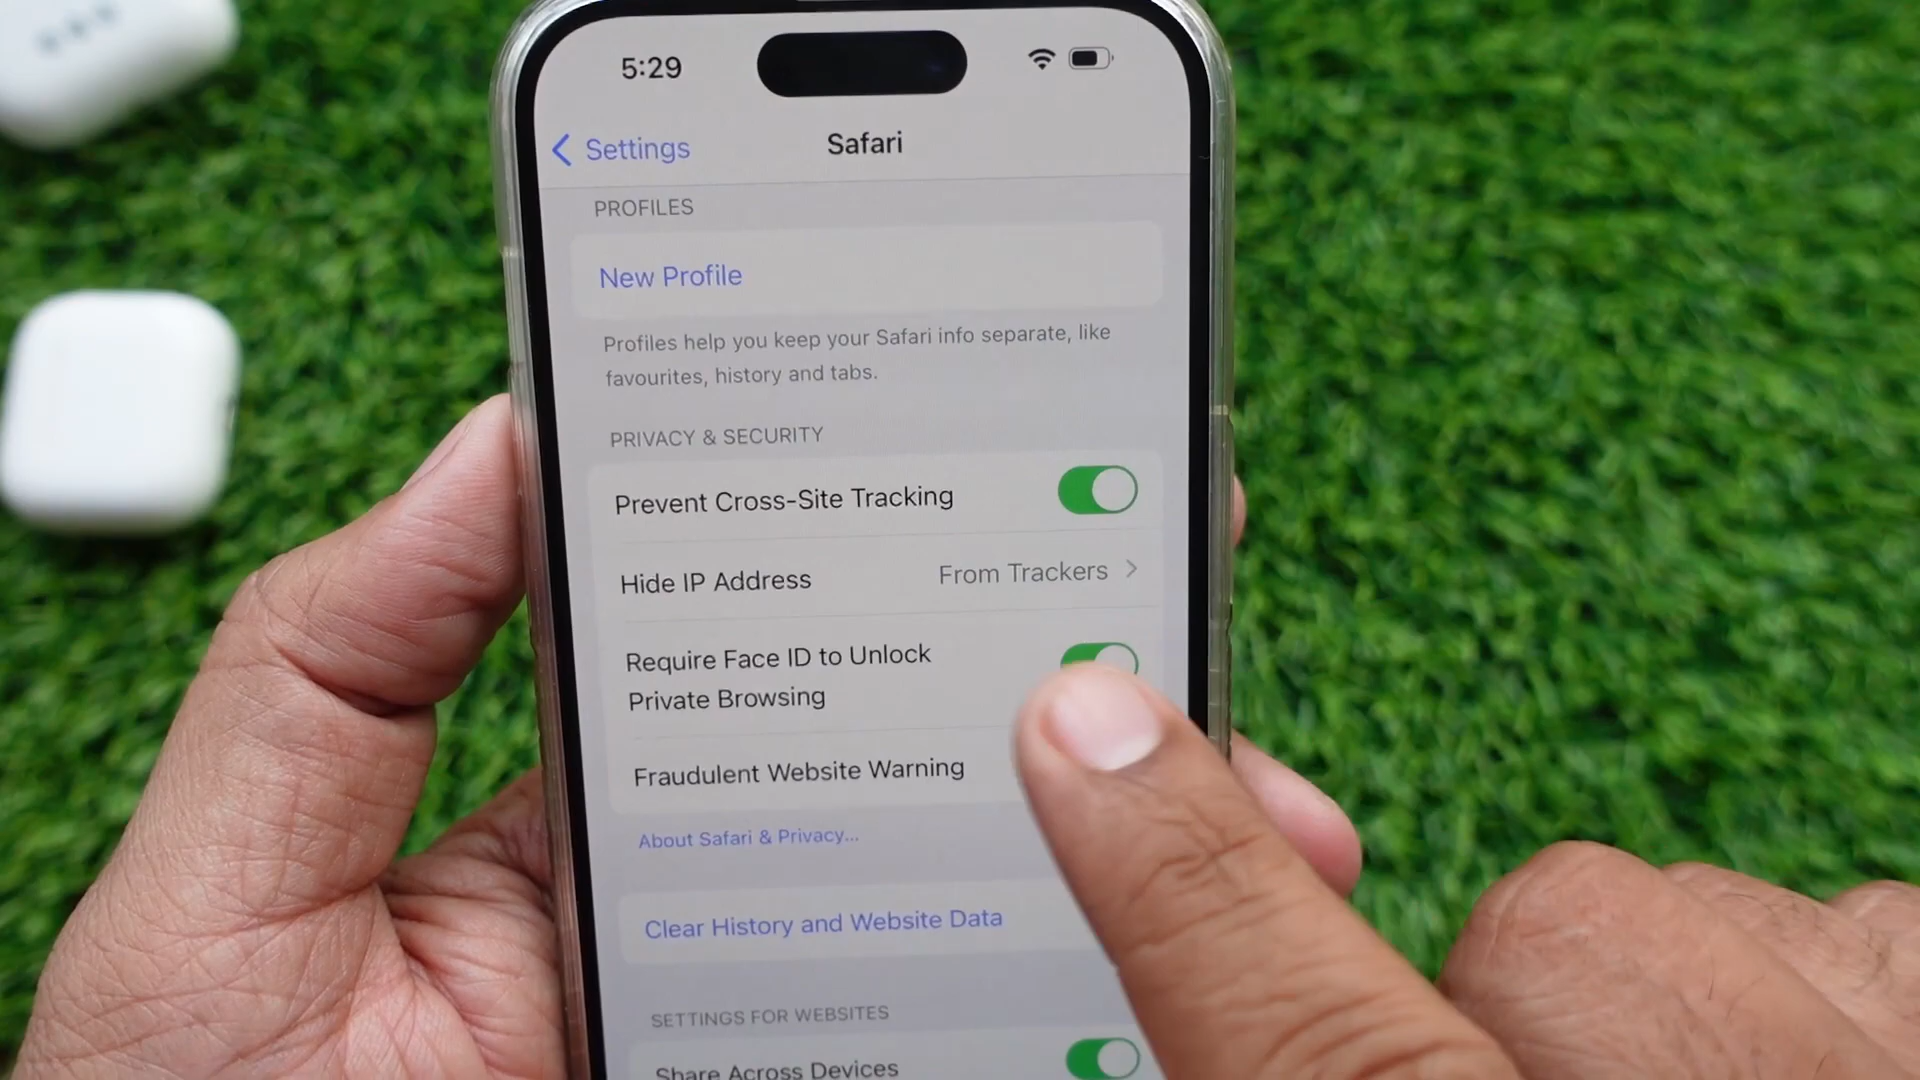 5:29
Settings
Safari
PROFILES
New Profile
Profiles help you keep your Safari info separate, like
favourites, history and tabs.
PRIVACY & SECURITY
Prevent Cross-Site Tracking
Hide IP Address From Trackers
Require Face ID to Unlock
Private Browsing
Fraudulent Website Warning
About Safari & Privacy...
Clear History and Website Data
SETTINGS FOR WEBSITES
Share Across Devices